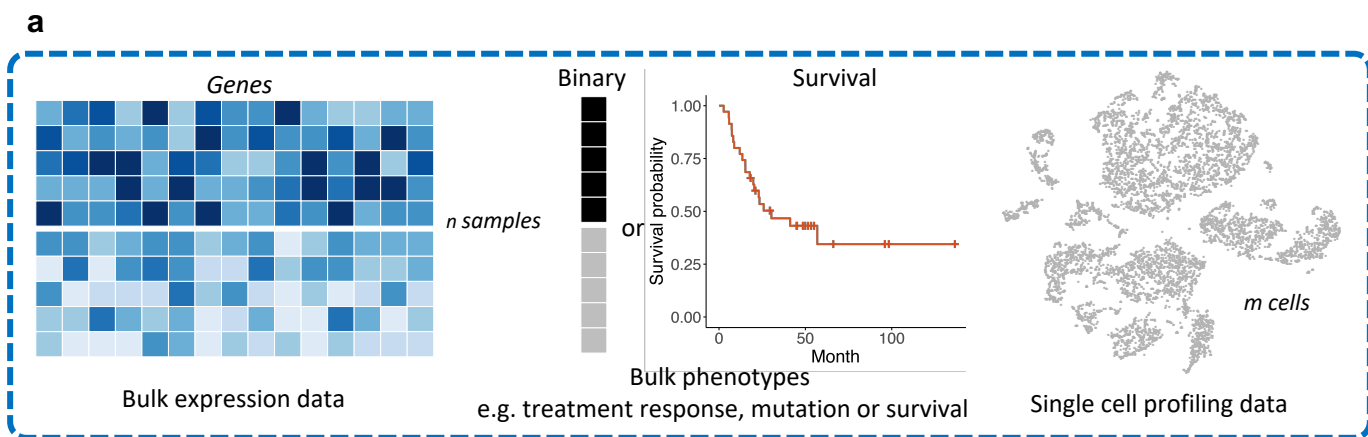 a
Genes
n samples
Bulk expression data
Binary
or
Survival
Survival probability
1.00
0.75
0.50
0.25
0.00
0
50
100
Month
Bulk phenotypes
e.g. treatment response, mutation or survival
m cells
Single cell profiling data